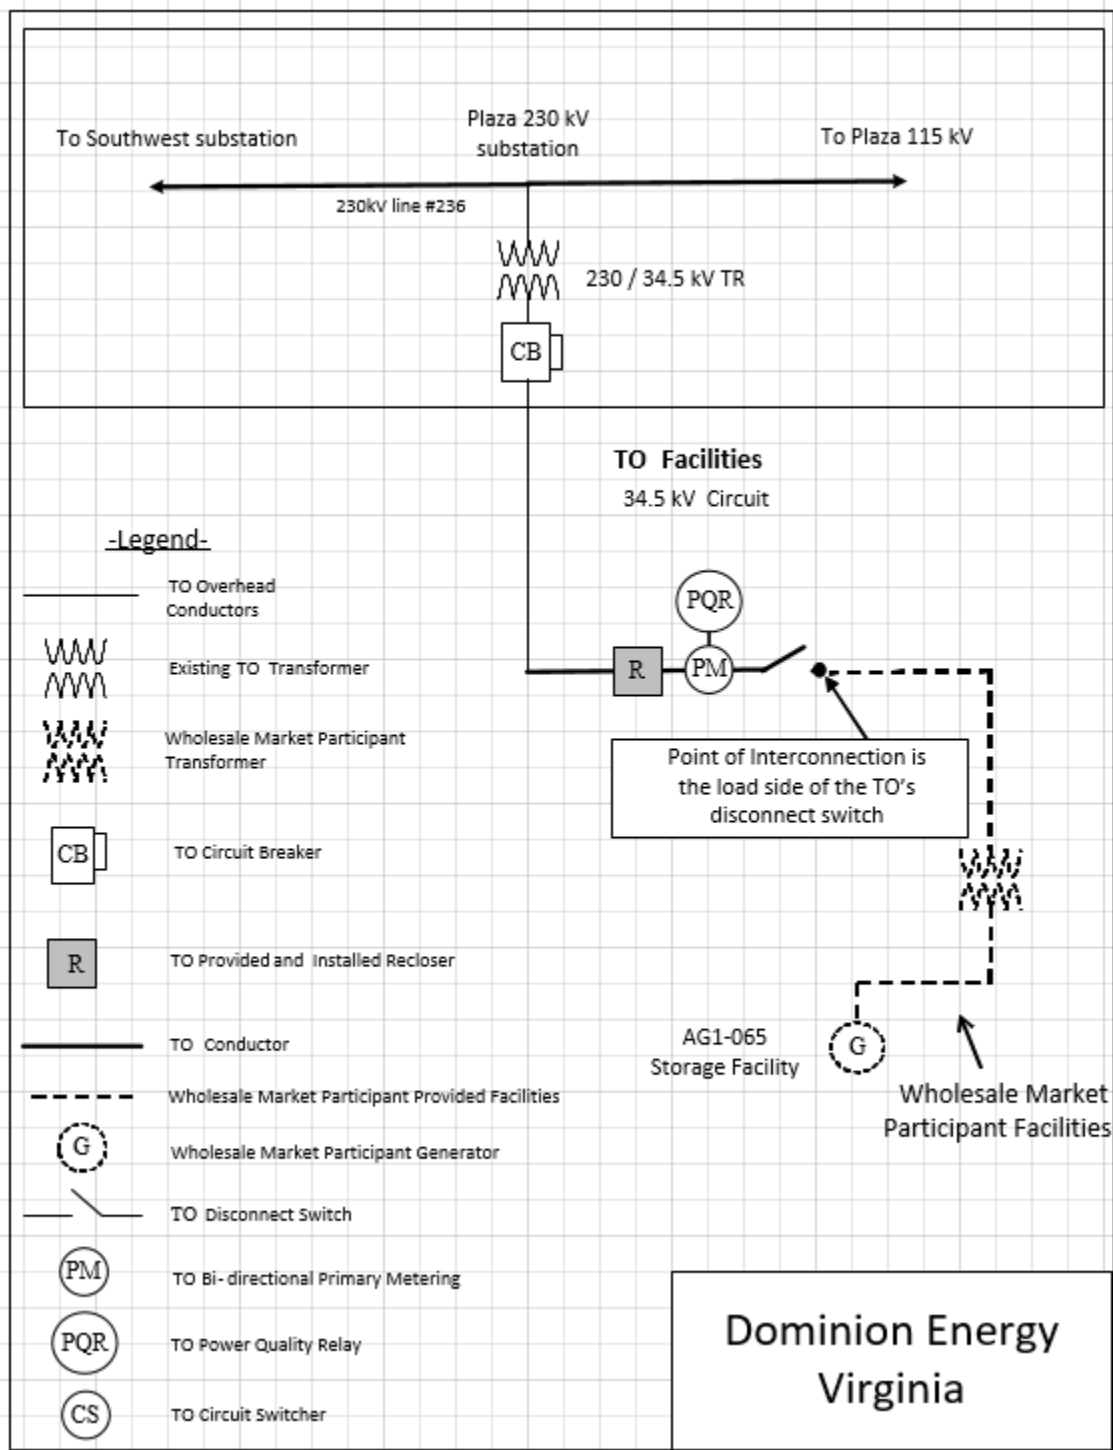 Plaza 230 kV
substation
To Southwest substation
To Plaza 115 kV
230kV line #236
230 / 34.5 kV TR
CB
TO Facilities
34.5 kV Circuit
PQR
R
PM
Point of Interconnection is
the load side of the TO's
disconnect switch
AG1-065
Storage Facility
G
Wholesale Market
Participant Facilities
-Legend-
TO Overhead
Conductors
Existing TO Transformer
Wholesale Market Participant
Transformer
CB
TO Circuit Breaker
R
TO Provided and Installed Recloser
TO Conductor
Wholesale Market Participant Provided Facilities
G
Wholesale Market Participant Generator
TO Disconnect Switch
PM
TO Bi-directional Primary Metering
PQR
TO Power Quality Relay
CS
TO Circuit Switcher
Dominion Energy
Virginia